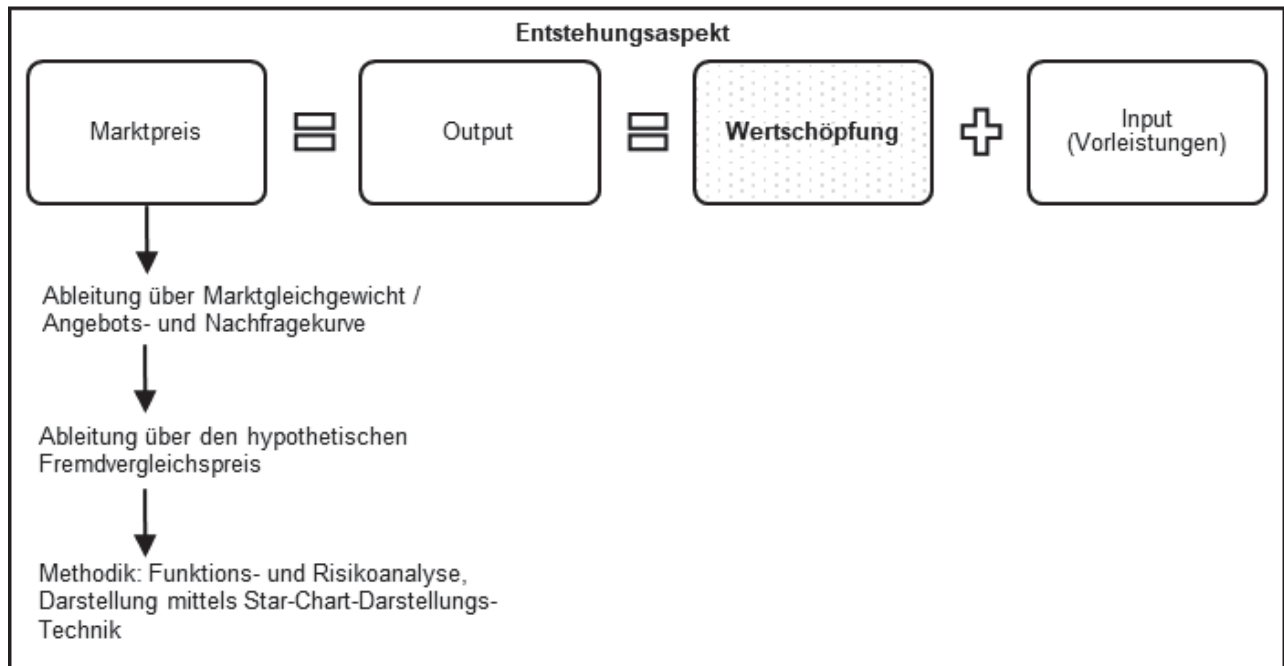 Entstehungsaspekt
Marktpreis
Output
Wertschöpfung
Input
(Vorleistungen)
Ableitung über Marktgleichgewicht /
Angebots- und Nachfragekurve
Ableitung über den hypothetischen
Fremdvergleichspreis
Methodik: Funktions- und Risikoanalyse,
Darstellung mittels Star-Chart-Darstellungs-
Technik